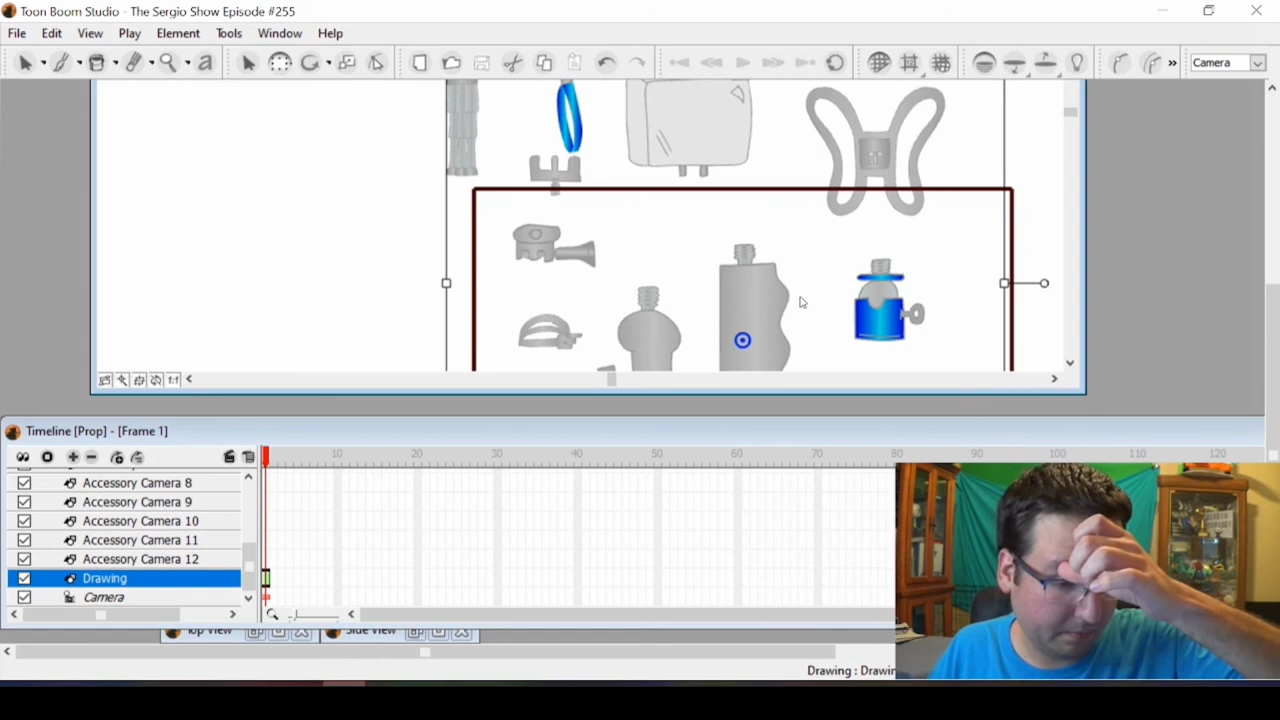 Toon Boom Studio - The Sergio Show Episode #255
File Edit View Play Element Tools Window Help
Camera
1:1
Timeline [Prop] - [Frame 1]
10 20 30 40 50 60 70 80 90 100 110 120
Accessory Camera 8
Accessory Camera 9
Accessory Camera 10
Accessory Camera 11
Accessory Camera 12
Drawing
Camera
Top View Side View
Drawing : Drawin